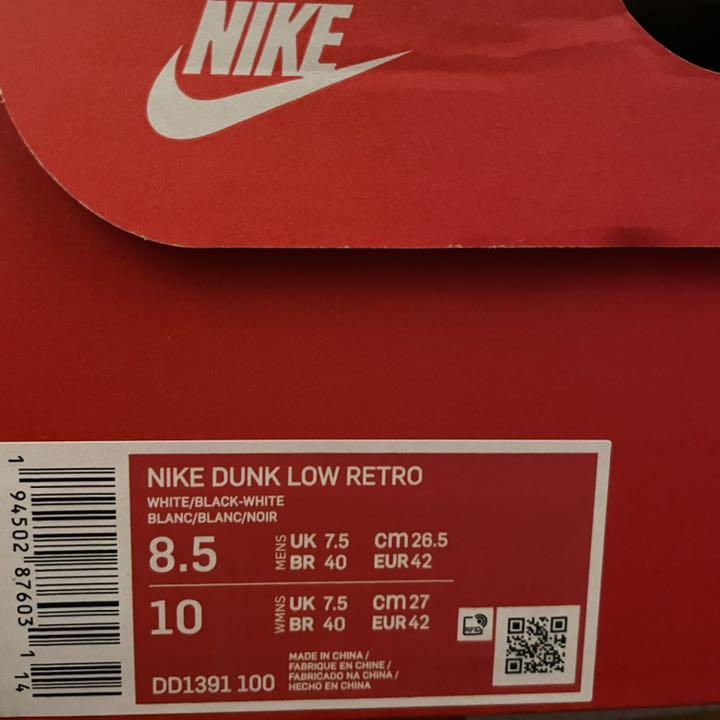 NIKE
NIKE DUNK LOW RETRO
WHITE/BLACK-WHITE
BLANC/BLANC/NOIR
8.5 MENS UK 7.5 CM 26.5
BR 40 EUR 42
10 WMNS UK 7.5 CM 27
BR 40 EUR 42
RFID
MADE IN CHINA /
FABRIQUE EN CHINE /
FABRICADO NA CHINA /
HECHO EN CHINA
DD1391 100
1 94502 87603 1 14